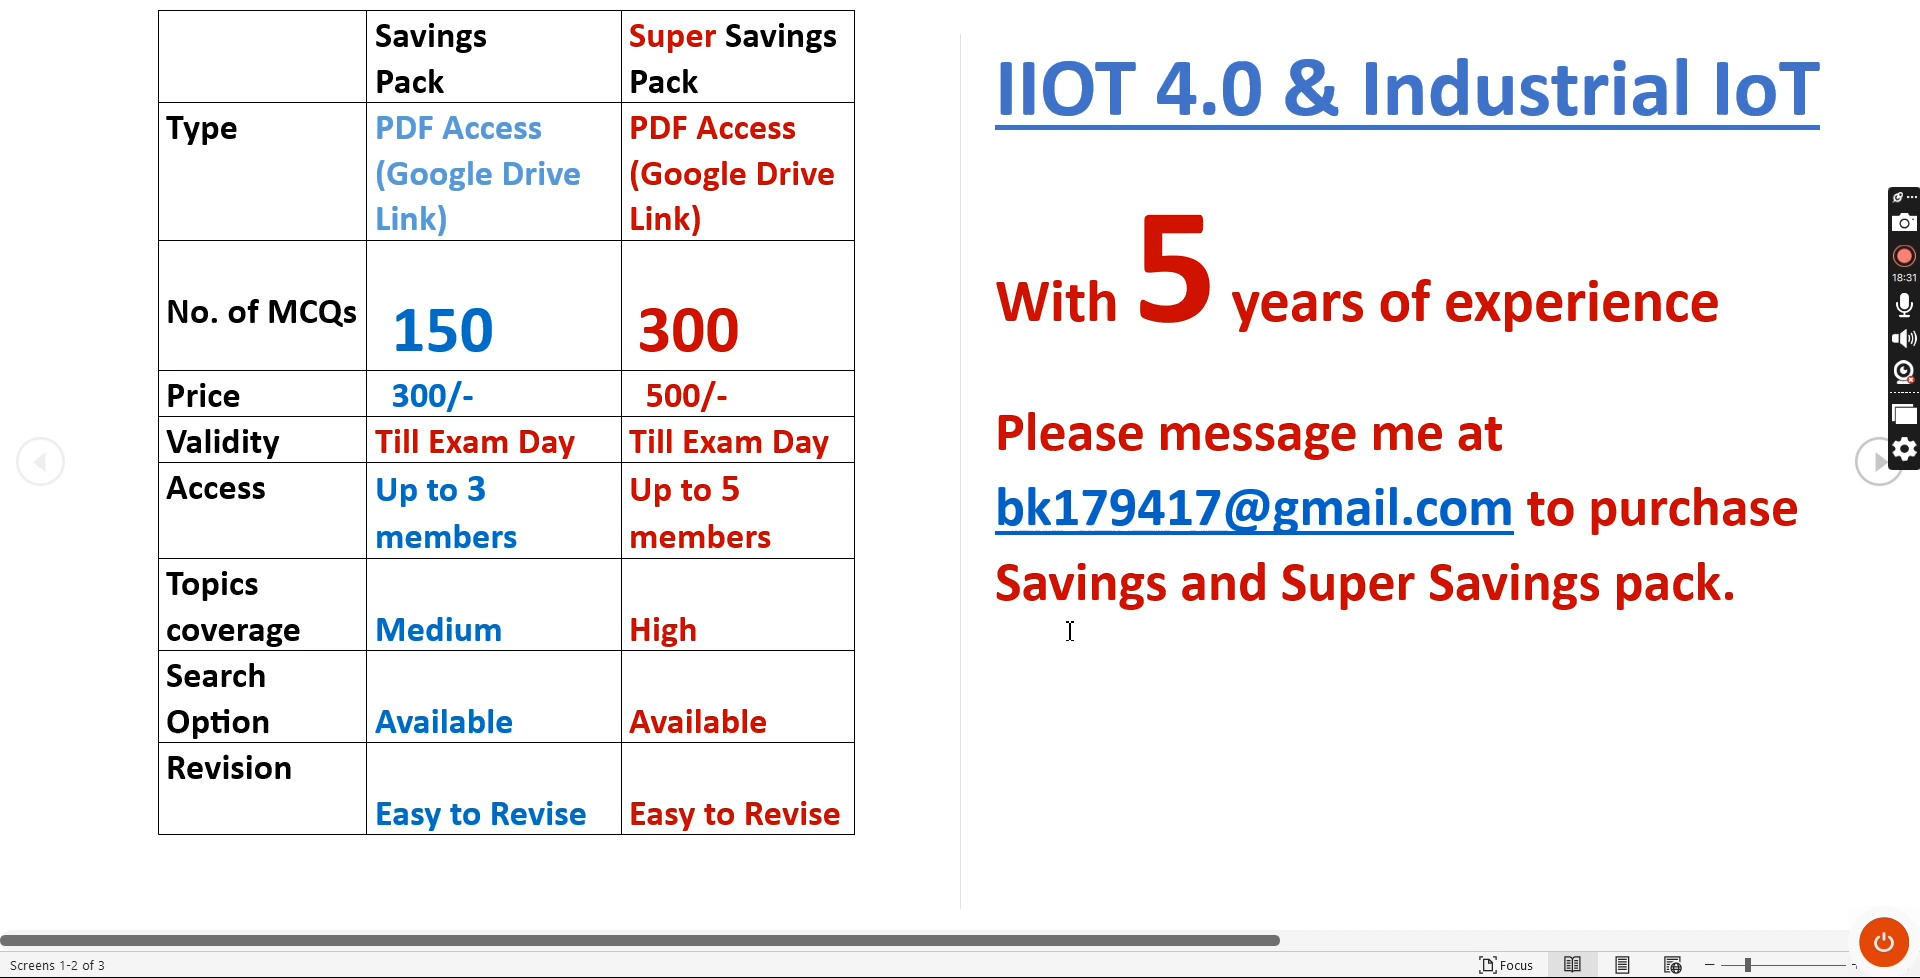 Savings Super Savings
Pack Pack
Type PDF Access PDF Access
(Google Drive (Google Drive
Link) Link)
No. of MCQs 150 300
Price 300/- 500/-
Validity Till Exam Day Till Exam Day
Access Up to 3 Up to 5
members members
Topics
coverage Medium High
Search
Option Available Available
Revision
Easy to Revise Easy to Revise
IIOT 4.0 & Industrial IoT
With 5 years of experience
Please message me at
bk179417@gmail.com to purchase
Savings and Super Savings pack.
18:31
Screens 1-2 of 3
Focus